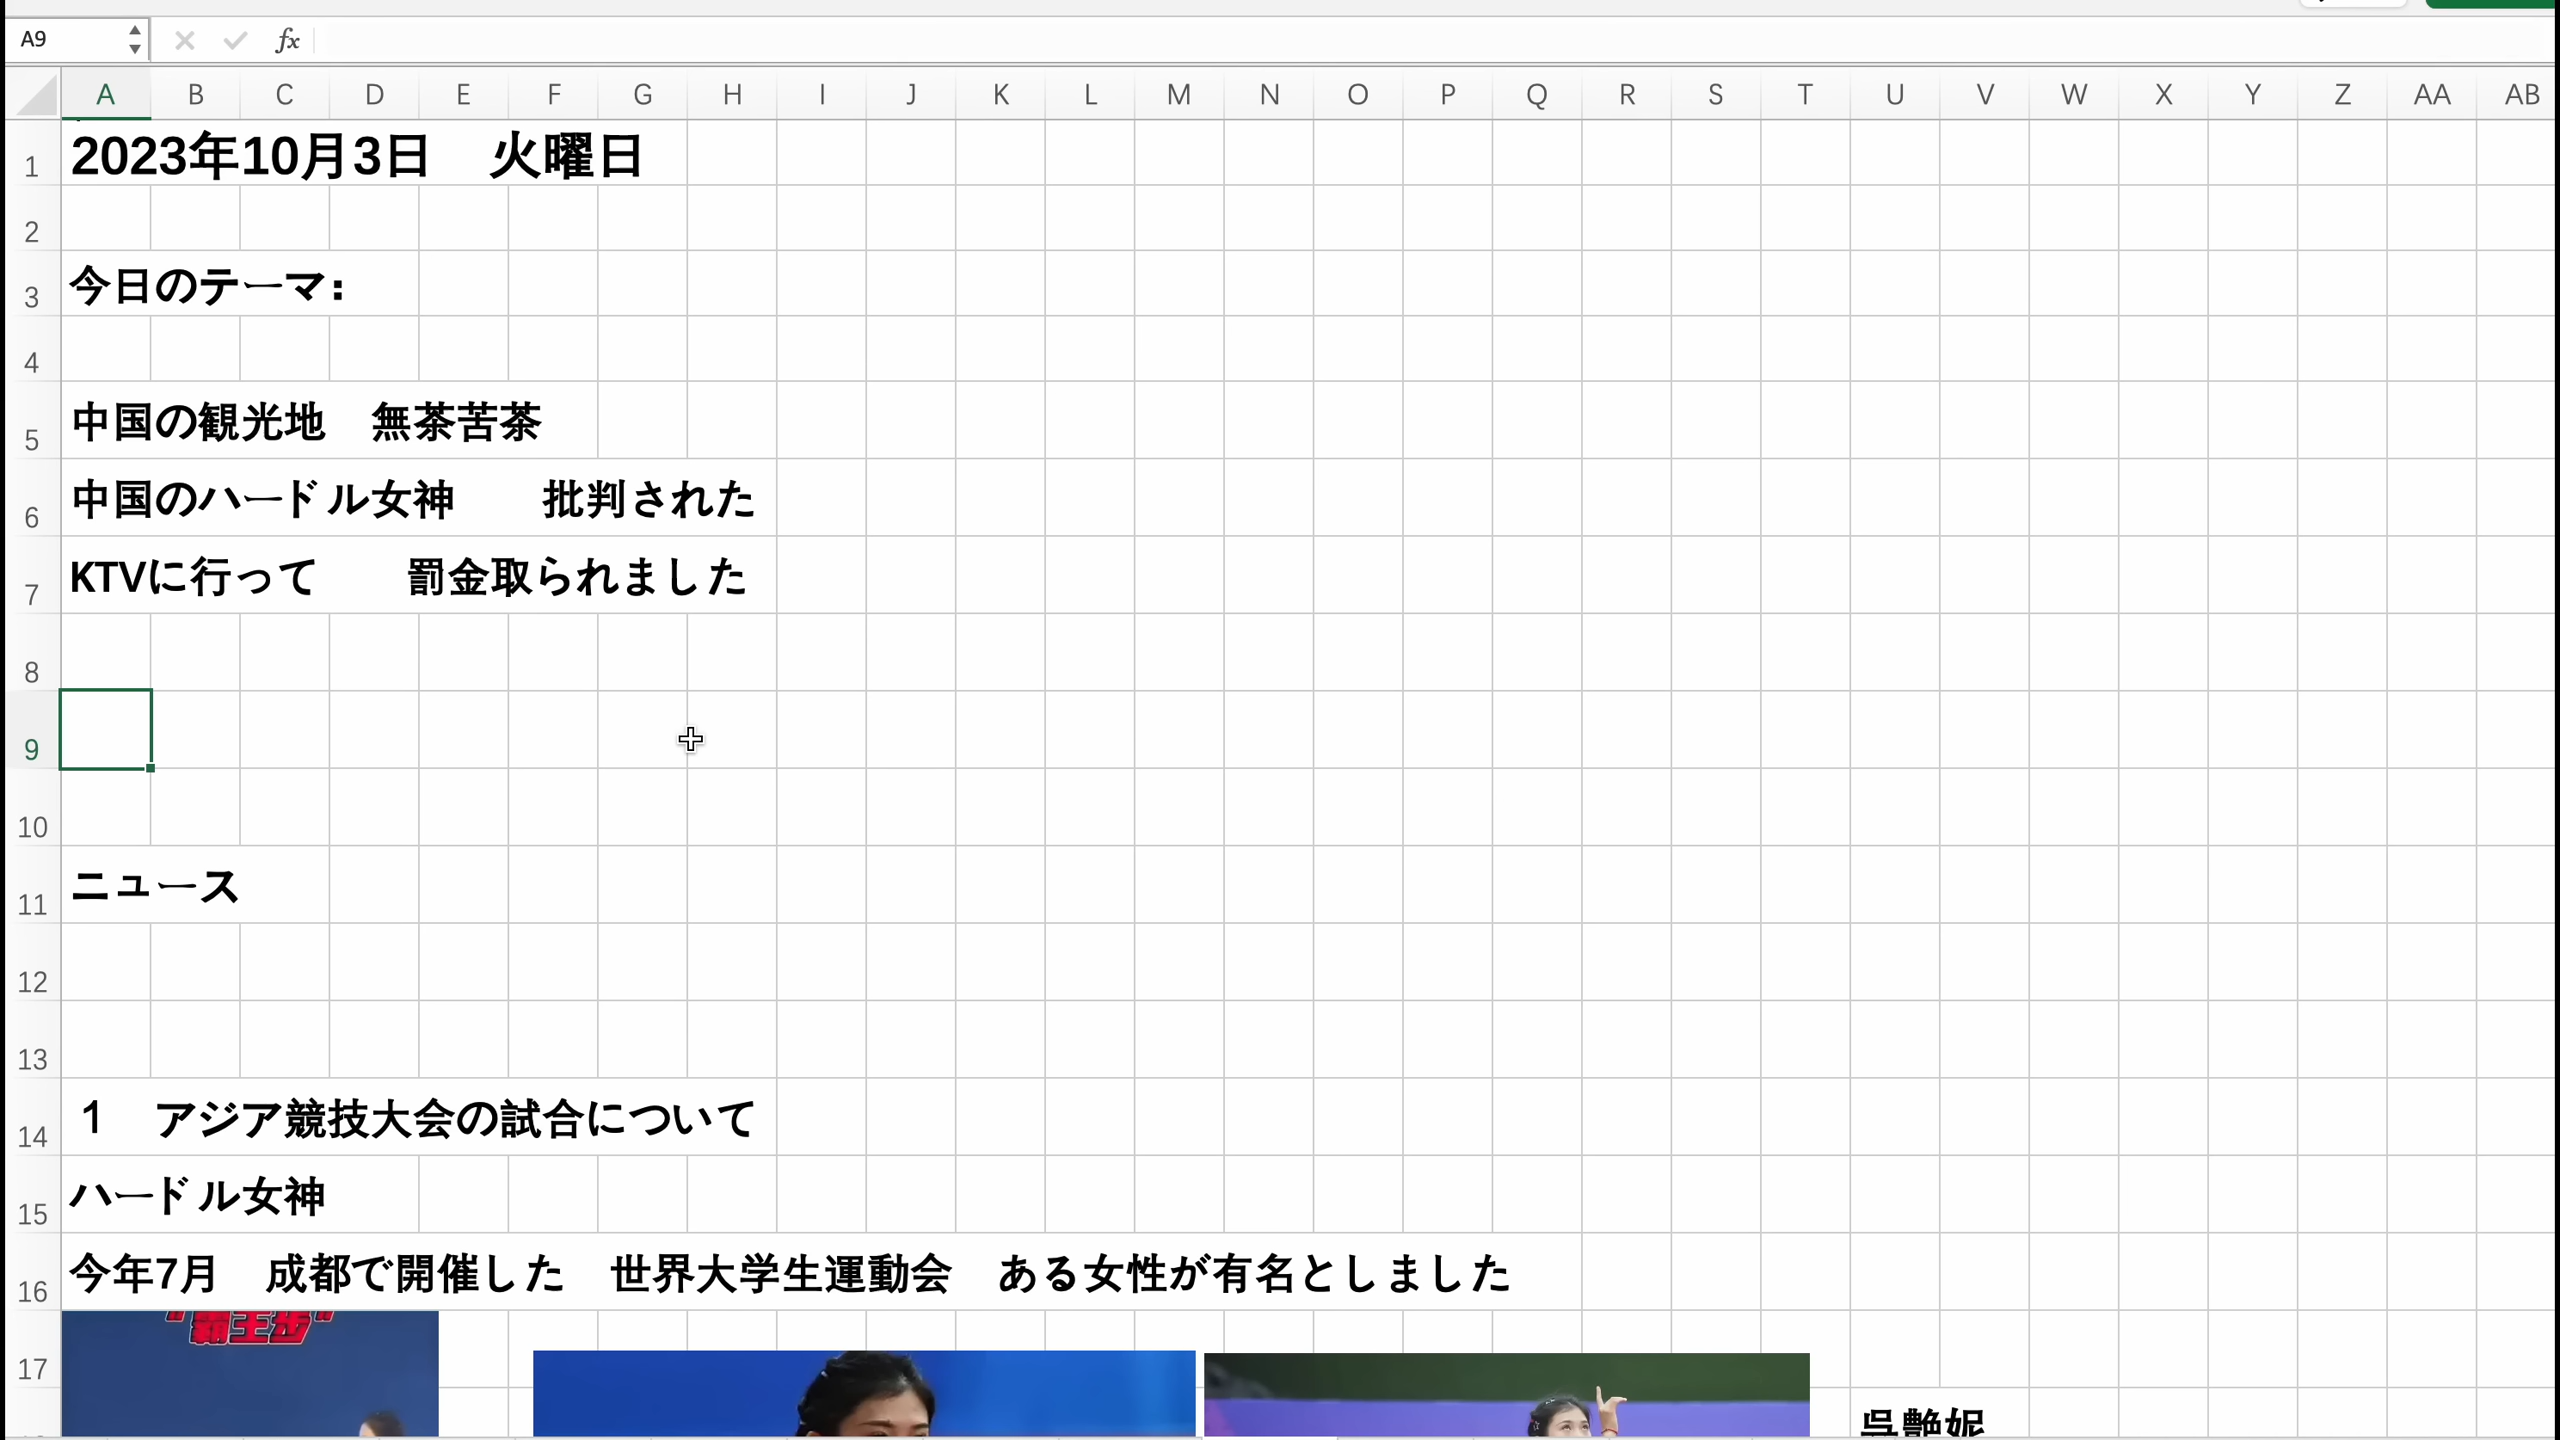 A9
fx
A B C D E F G H I J K L M N O P Q R S T U V W X Y Z AA AB
1 2023年10月3日　火曜日
2
3 今日のテーマ：
4
5 中国の観光地　無茶苦茶
6 中国のハードル女神　　批判された
7 KTVに行って　　罰金取られました
8
9
10
11 ニュース
12
13
14 1　アジア競技大会の試合について
15 ハードル女神
16 今年7月　成都で開催した　世界大学生運動会　ある女性が有名としました
"霸王步"
17
呉艶妮